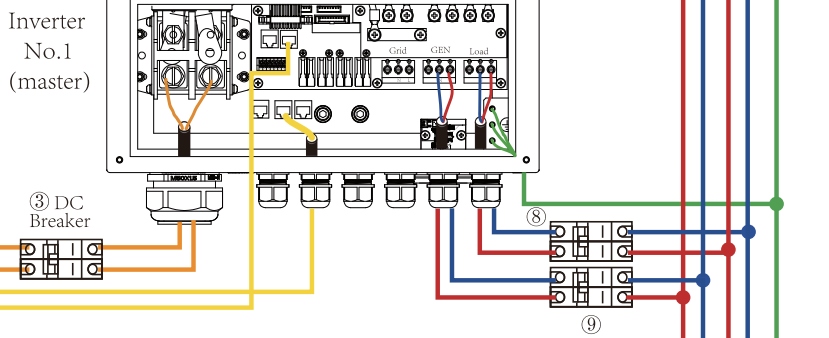 Inverter
No.1
(master)
Grid
GEN
Load
③ DC
Breaker
⑧
⑨